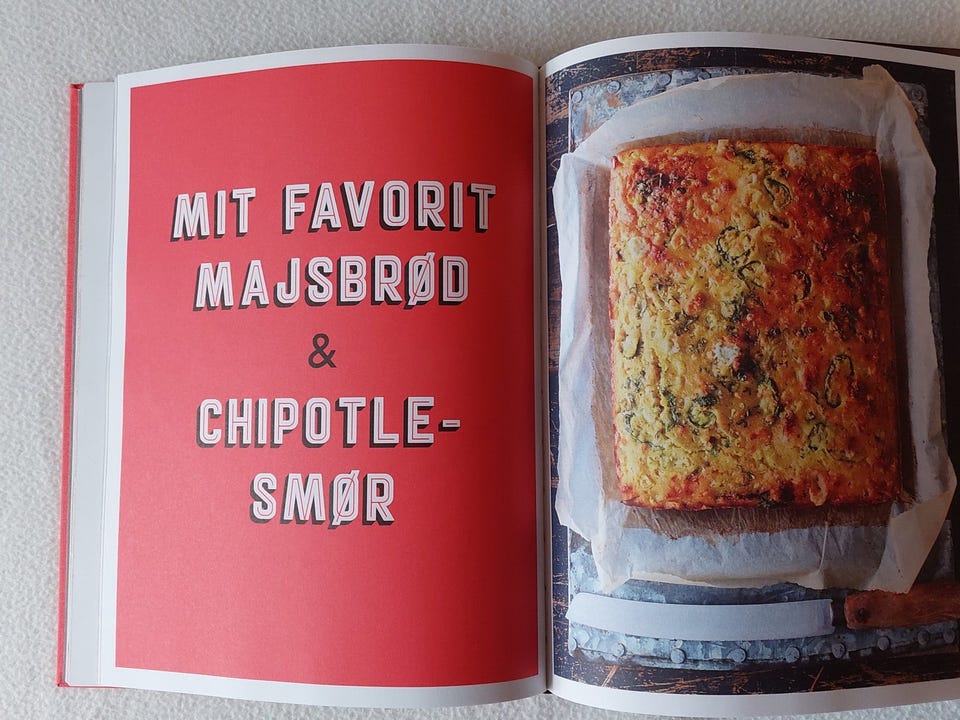 MIT FAVORIT
MAJSBRØD
&
CHIPOTLE-
SMØR